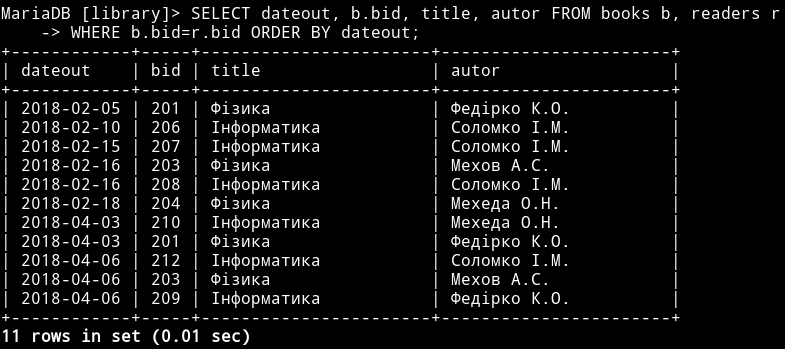 MariaDB [library]> SELECT dateout, b.bid, title, autor FROM books b, readers r
    -> WHERE b.bid=r.bid ORDER BY dateout;
+------------+-----+-----------------------+-----------------------+
| dateout    | bid | title                 | autor                 |
+------------+-----+-----------------------+-----------------------+
| 2018-02-05 | 201 | Фізика                | Федірко К.О.          |
| 2018-02-10 | 206 | Інформатика           | Соломко І.М.          |
| 2018-02-15 | 207 | Інформатика           | Соломко І.М.          |
| 2018-02-16 | 203 | Фізика                | Мехов А.С.            |
| 2018-02-16 | 208 | Інформатика           | Соломко І.М.          |
| 2018-02-18 | 204 | Фізика                | Мехеда О.Н.           |
| 2018-04-03 | 210 | Інформатика           | Мехеда О.Н.           |
| 2018-04-03 | 201 | Фізика                | Федірко К.О.          |
| 2018-04-06 | 212 | Інформатика           | Соломко І.М.          |
| 2018-04-06 | 203 | Фізика                | Мехов А.С.            |
| 2018-04-06 | 209 | Інформатика           | Федірко К.О.          |
+------------+-----+-----------------------+-----------------------+
11 rows in set (0.01 sec)